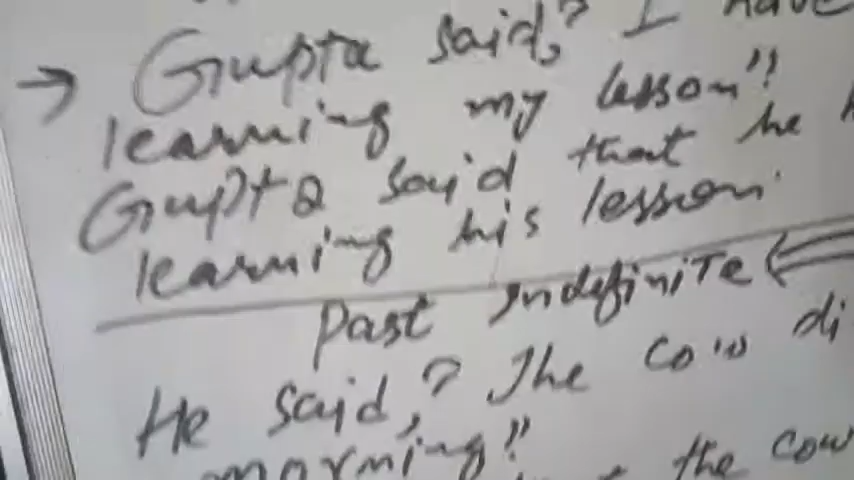 → Gupta said, "I have
learning my lesson"
Gupta said that he
learning his lesson.
Past Indefinite
He said, "The cow di
morning"
the cow